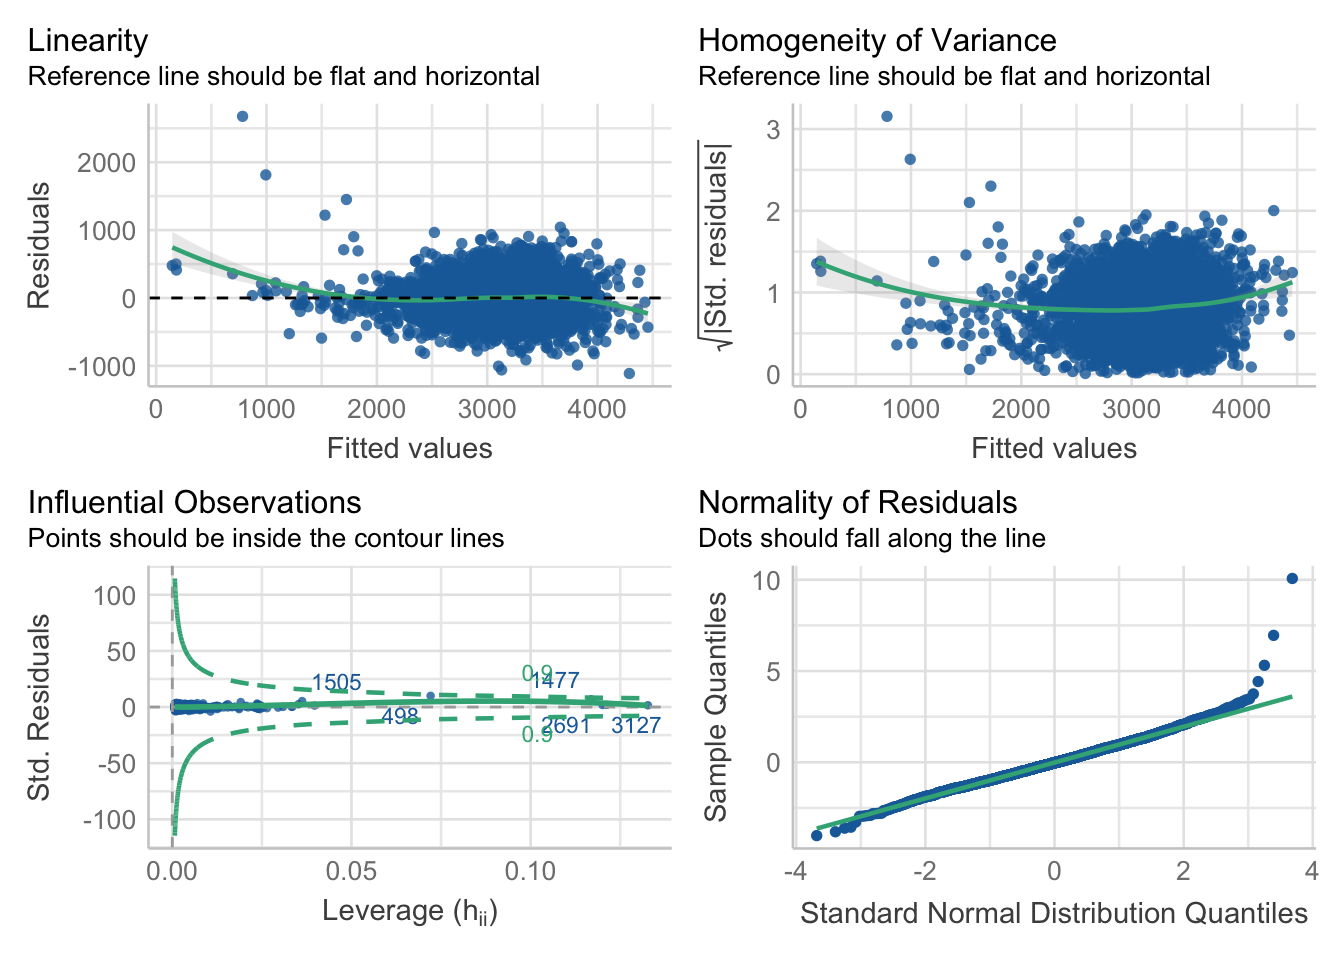 Linearity
Reference line should be flat and horizontal
2000
1000
0
-1000
Residuals
0 1000 2000 3000 4000
Fitted values
Homogeneity of Variance
Reference line should be flat and horizontal
3
2
1
0
√|Std. residuals|
0 1000 2000 3000 4000
Fitted values
Influential Observations
Points should be inside the contour lines
100
50
0
-50
-100
Std. Residuals
0.9
1505
1477
498
2691
3127
0.9
0.00 0.05 0.10
Leverage (hii)
Normality of Residuals
Dots should fall along the line
10
5
0
Sample Quantiles
-4 -2 0 2 4
Standard Normal Distribution Quantiles